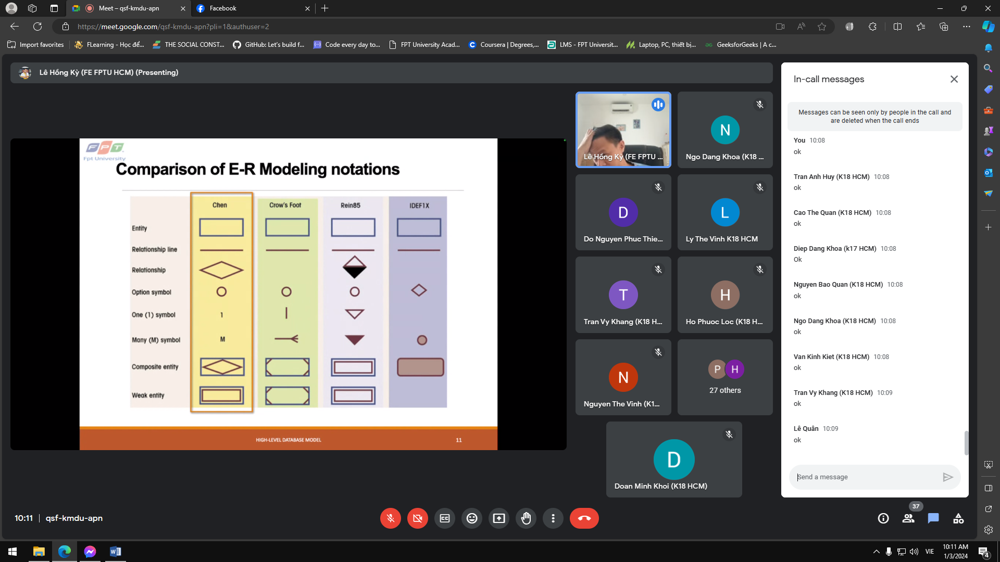 Meet – qsf-kmdu-apn
Facebook
https://meet.google.com/qsf-kmdu-apn?pli=1&authuser=2
Import favorites
FLearning - Học để...
THE SOCIAL CONST...
GitHub: Let's build f...
Code every day to...
FPT University Acad...
Coursera | Degrees,...
LMS - FPT Universit...
Laptop, PC, thiết bị...
GeeksforGeeks | A c...
Lê Hồng Kỳ (FE FPTU HCM) (Presenting)
FPT
Fpt University
Comparison of E-R Modeling notations
Chen
Crow's Foot
Rein85
IDEF1X
Entity
Relationship line
Relationship
Option symbol
One (1) symbol
1
Many (M) symbol
M
Composite entity
Weak entity
HIGH-LEVEL DATABASE MODEL
11
Lê Hồng Kỳ (FE FPTU ...
N
Ngo Dang Khoa (K18 ...
D
Do Nguyen Phuc Thie...
L
Ly The Vinh K18 HCM
T
Tran Vy Khang (K18 H...
H
Ho Phuoc Loc (K18 H...
N
Nguyen The Vinh (K1...
P H
27 others
D
Doan Minh Khoi (K18 HCM)
In-call messages
Messages can be seen only by people in the call and
are deleted when the call ends
You 10:08
ok
Tran Anh Huy (K18 HCM) 10:08
ok
Cao The Quan (K18 HCM) 10:08
ok
Diep Dang Khoa (k17 HCM) 10:08
Ok
Nguyen Bao Quan (K18 HCM) 10:08
ok
Ngo Dang Khoa (K18 HCM) 10:08
ok
Van Kinh Kiet (K18 HCM) 10:08
ok
Tran Vy Khang (K18 HCM) 10:09
ok
Lê Quân 10:09
ok
Send a message
10:11 | qsf-kmdu-apn
37
VIE
10:11 AM
1/3/2024
4